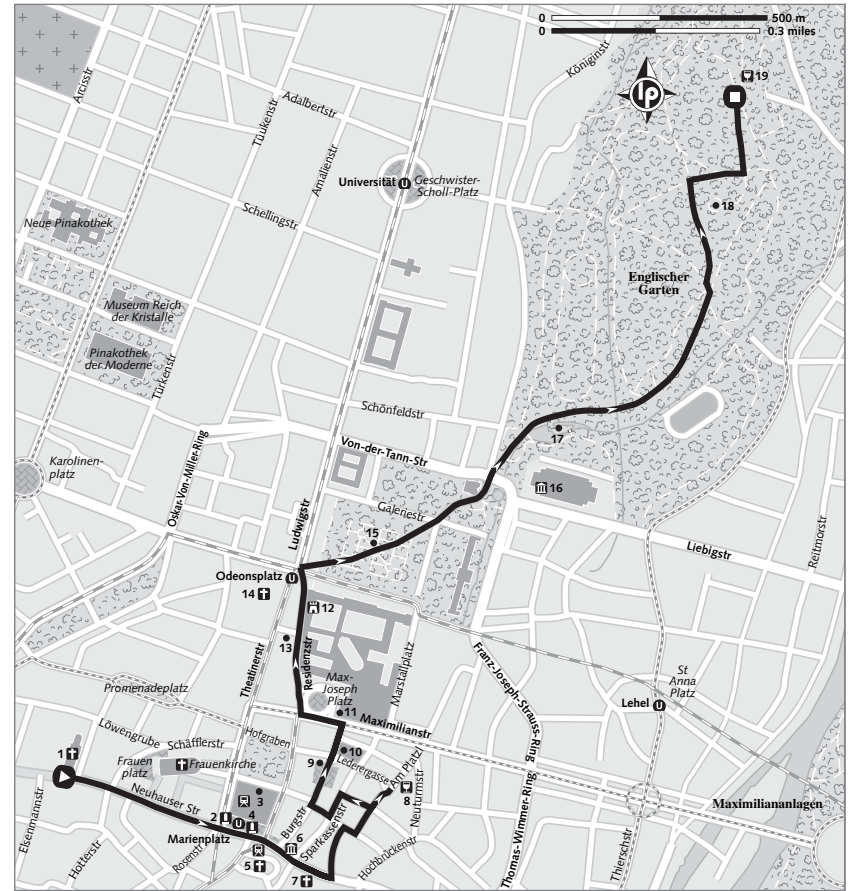 0 500 m
0 0.3 miles
Königinstr
lp
19
Arcisstr
Adalbertstr
Amalienstr
Universität U
Geschwister-
Scholl-Platz
18
Neue Pinakothek
Schellingstr
Englischer
Garten
Museum Reich
der Kristalle
Pinakothek
der Moderne
Türkenstr
Schönfeldstr
17
Oskar-Von-Miller-Ring
Von-der-Tann-Str
Karolinen-
platz
16
Galeriestr
Ludwigstr
15
Liebigstr
Reitmorstr
Odeonsplatz U
14
12
13
Residenzstr
Theatinerstr
Marstallplatz
Franz-Joseph-Strauss-Ring
St
Anna
Platz
Promenadeplatz
Max-
Joseph
Platz
11
Lehel U
Maximilianstr
Löwengrube
Schäfflerstr
Hofgraben
1
Frauen
platz
Frauenkirche
9
10
Lederergasse
Am Platzl
8
Neuturmstr
Maximiliananlagen
Neuhauser Str
3
2
U
4
Marienplatz
Burgstr
6
Sparkassenstr
Eisenmannstr
Hotterstr
Rosenstr
5
7
Hochbrückenstr
Thomas-Wimmer-Ring
Thierschstr